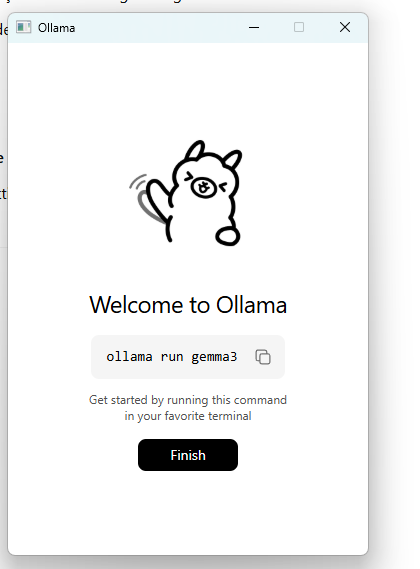 Ollama
Welcome to Ollama
ollama run gemma3
Get started by running this command
in your favorite terminal
Finish